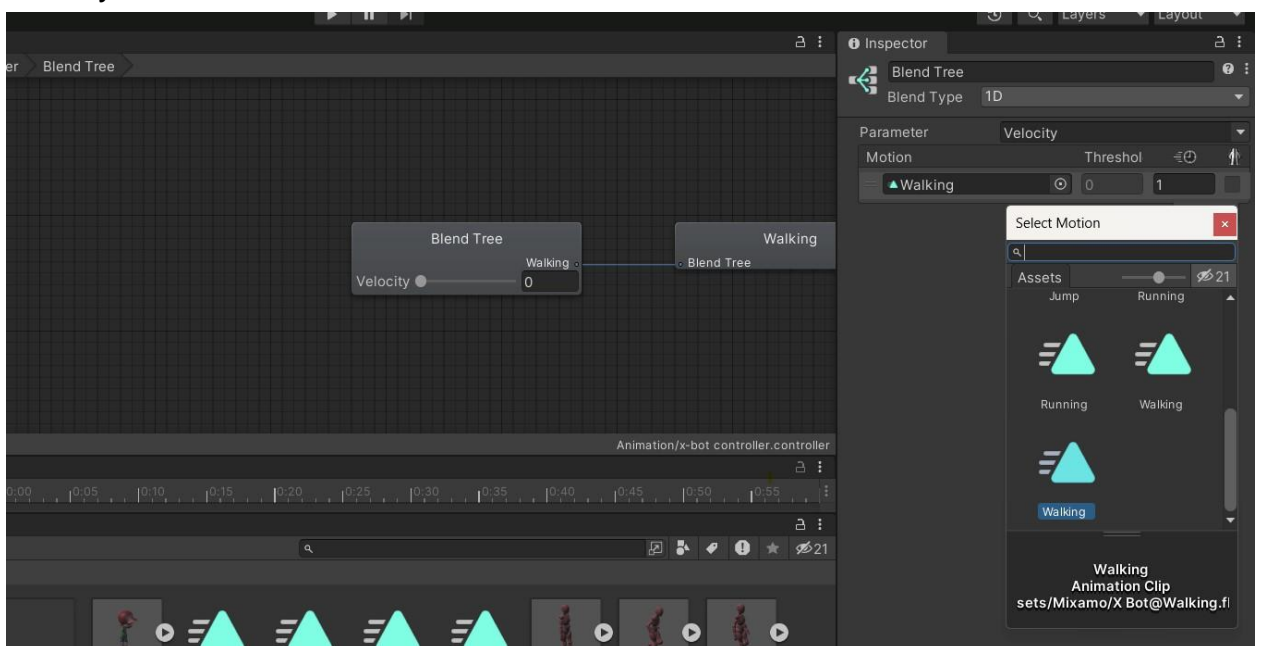 Layers
Layout
Inspector
er
Blend Tree
Blend Tree
Blend Type 1D
Parameter Velocity
Motion Threshol
Walking 0 1
Select Motion
Assets 21
Jump Running
Running Walking
Walking
Walking
Animation Clip
sets/Mixamo/X Bot@Walking.fl
Blend Tree
Walking
Velocity 0
Walking
Blend Tree
Animation/x-bot controller.controller
0:00 0:05 0:10 0:15 0:20 0:25 0:30 0:35 0:40 0:45 0:50 0:55
21